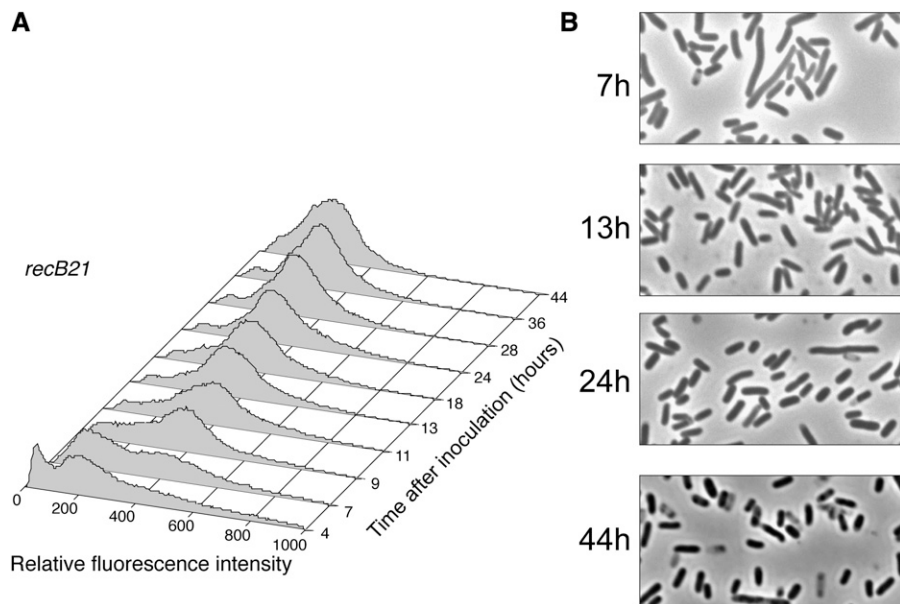 A
B
recB21
7h
13h
24h
44h
44
36
28
24
18
13
11
9
7
4
Time after inoculation (hours)
0
200
400
600
800
1000
Relative fluorescence intensity